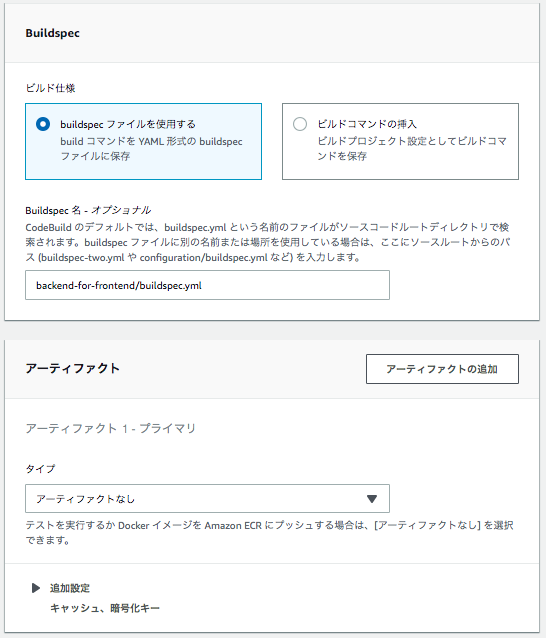 Buildspec
ビルド仕様
buildspec ファイルを使用する
build コマンドを YAML 形式の buildspec
ファイルに保存
ビルドコマンドの挿入
ビルドプロジェクト設定としてビルドコマ
ンドを保存
Buildspec 名 - オプショナル
CodeBuild のデフォルトでは、buildspec.yml という名前のファイルがソースコードルートディレクトリで検
索されます。buildspec ファイルに別の名前または場所を使用している場合は、ここにソースルートからのパ
ス (buildspec-two.yml や configuration/buildspec.yml など) を入力します。
backend-for-frontend/buildspec.yml
アーティファクト
アーティファクトの追加
アーティファクト 1 - プライマリ
タイプ
アーティファクトなし
テストを実行するか Docker イメージを Amazon ECR にプッシュする場合は、[アーティファクトなし] を選択
できます。
追加設定
キャッシュ、暗号化キー